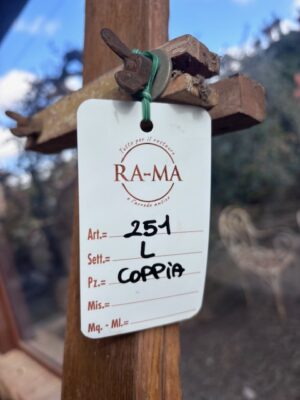 Tutto per il restauro
RA-MA
e l'arredo antico
Art.= 251
Sett.= L
Pz.= COPPIA
Mis.=
Mq. - Ml.=